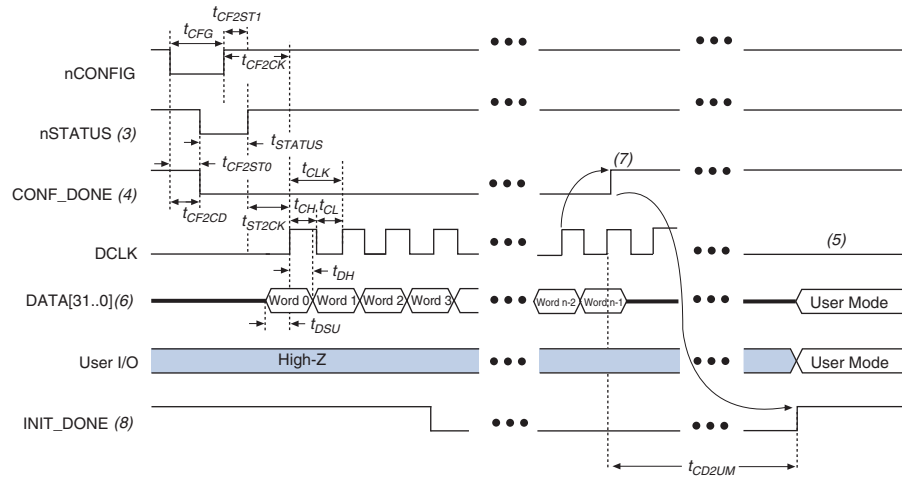 tCF2ST1
tCFG
tCF2CK
nCONFIG
nSTATUS (3)
tSTATUS
tCF2ST0
tCLK
(7)
CONF_DONE (4)
tCF2CD
tST2CK
tCH
tCL
(5)
DCLK
tDH
DATA[31..0](6)
Word 0
Word 1
Word 2
Word 3
Word n-2
Word n-1
User Mode
tDSU
User I/O
High-Z
User Mode
INIT_DONE (8)
tCD2UM